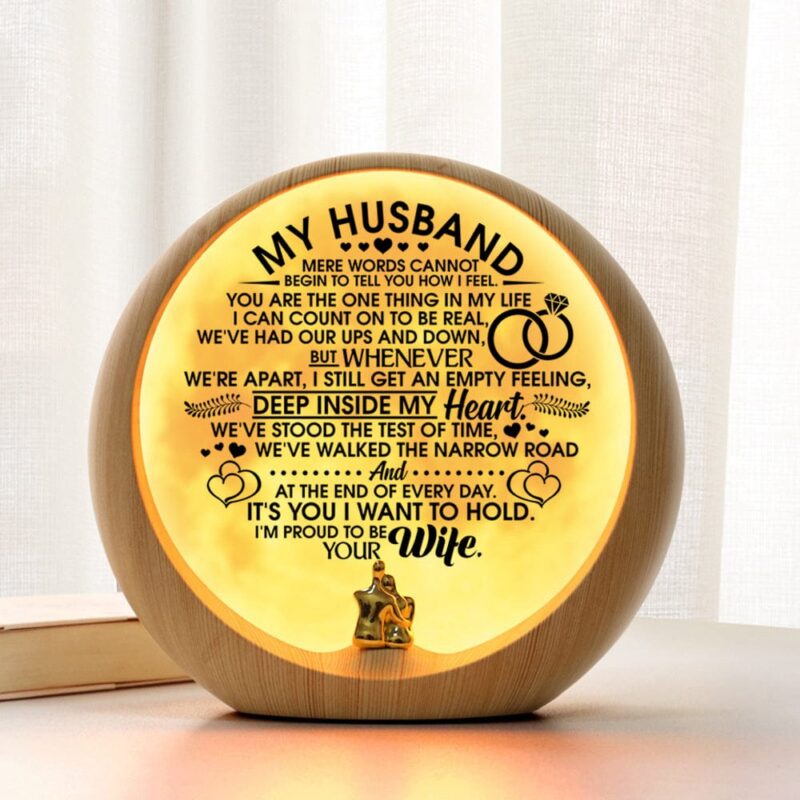 MY HUSBAND
MERE WORDS CANNOT
BEGIN TO TELL YOU HOW I FEEL.
YOU ARE THE ONE THING IN MY LIFE
I CAN COUNT ON TO BE REAL,
WE'VE HAD OUR UPS AND DOWN,
BUT WHENEVER
WE'RE APART, I STILL GET AN EMPTY FEELING,
DEEP INSIDE MY Heart.
WE'VE STOOD THE TEST OF TIME,
WE'VE WALKED THE NARROW ROAD
And
AT THE END OF EVERY DAY.
IT'S YOU I WANT TO HOLD.
I'M PROUD TO BE
YOUR Wife.